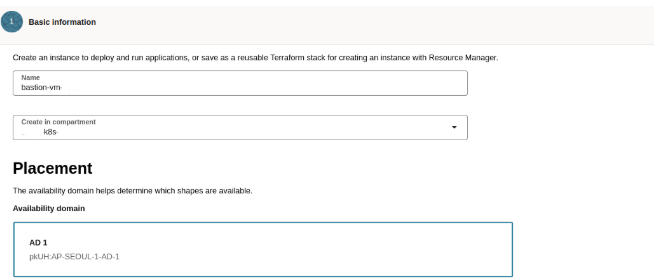 1 Basic information
Create an instance to deploy and run applications, or save as a reusable Terraform stack for creating an instance with Resource Manager.
Name
bastion-vm-
Create in compartment
k8s-
Placement
The availability domain helps determine which shapes are available.
Availability domain
AD 1
pkUH:AP-SEOUL-1-AD-1